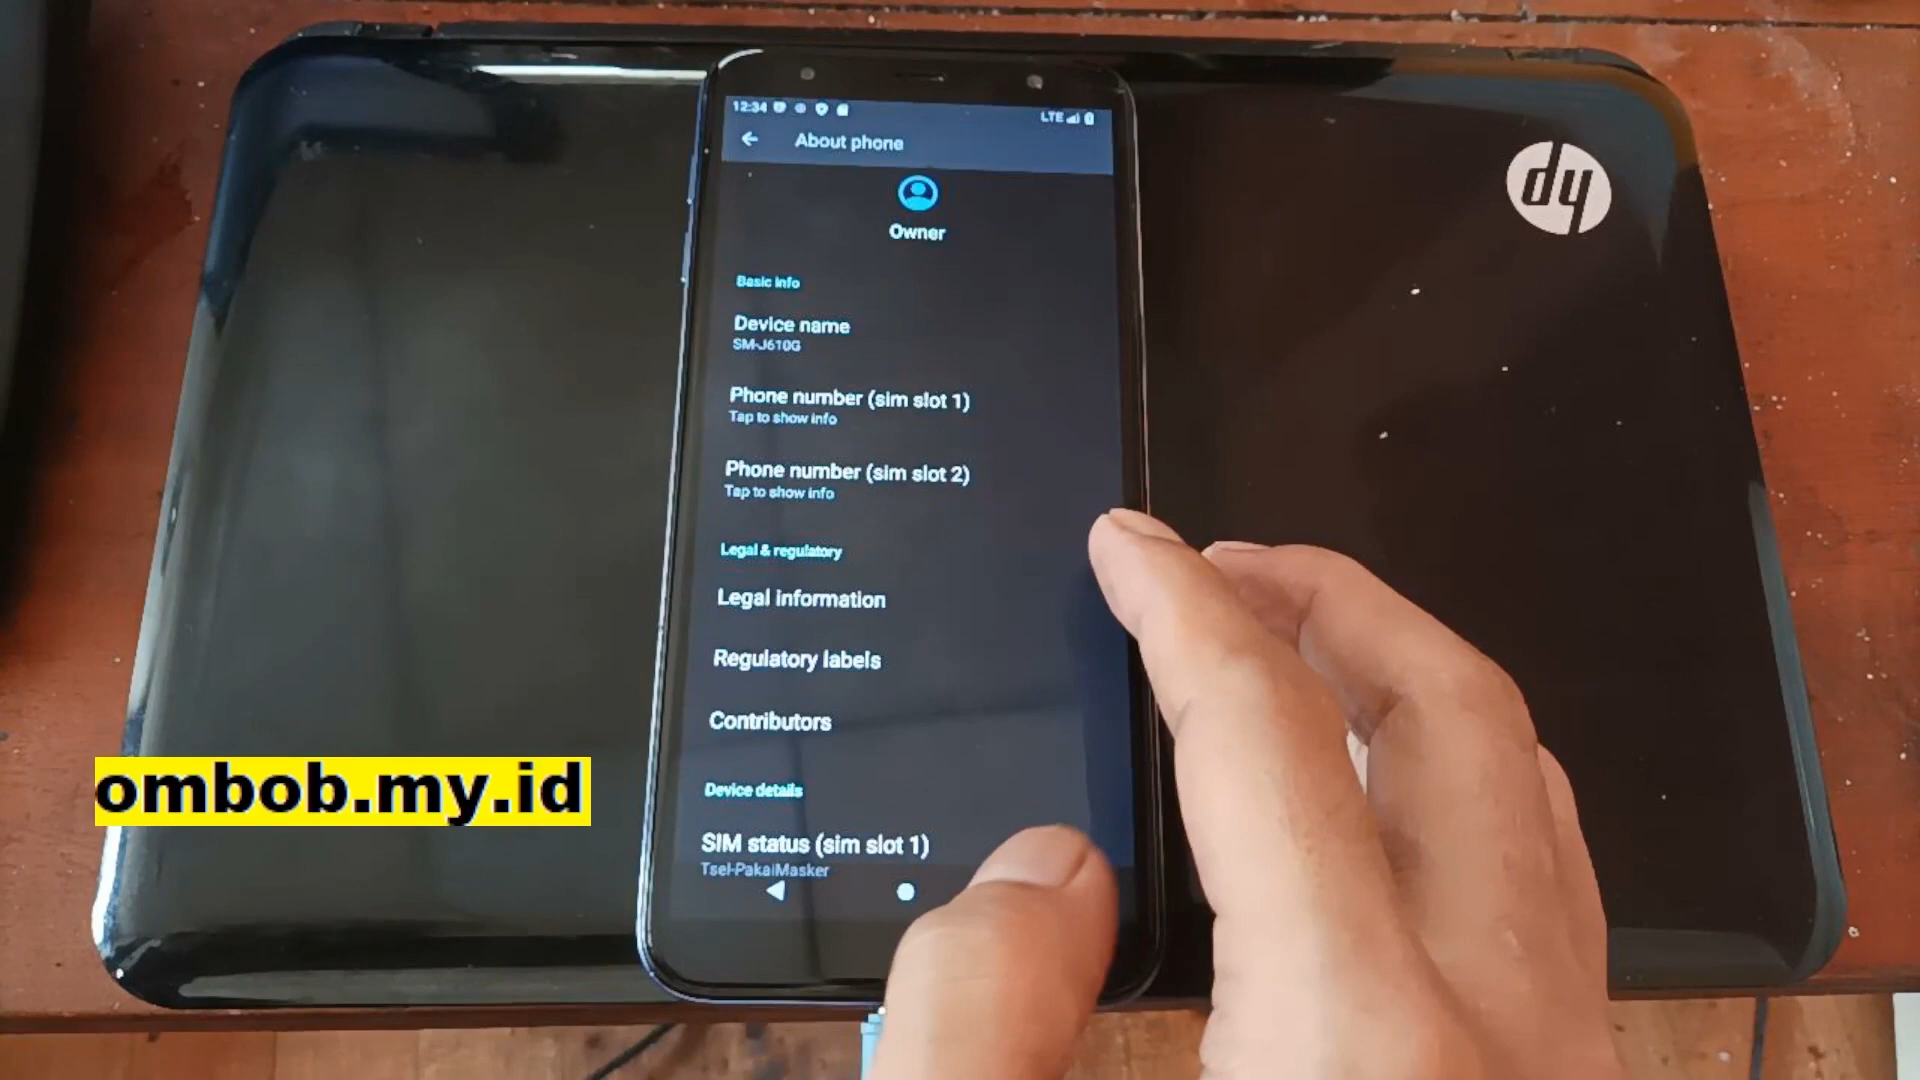 12:34
LTE
About phone
Owner
Basic info
Device name
SM-J610G
Phone number (sim slot 1)
Tap to show info
Phone number (sim slot 2)
Tap to show info
Legal & regulatory
Legal information
Regulatory labels
Contributors
Device details
SIM status (sim slot 1)
Tsel-PakaiMasker
hp
ombob.my.id